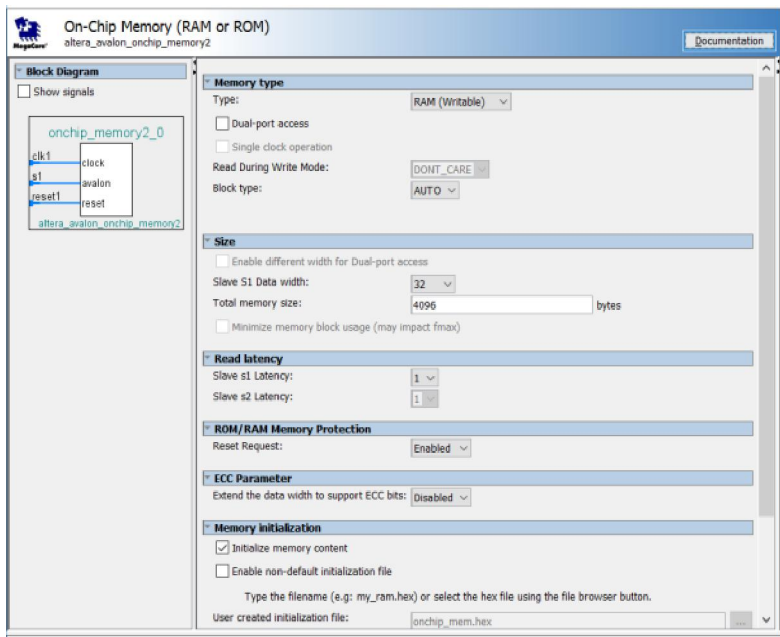 MegaCore
On-Chip Memory (RAM or ROM)
altera_avalon_onchip_memory2
Documentation
Block Diagram
Show signals
onchip_memory2_0
clk1
clock
s1
avalon
reset1
reset
altera_avalon_onchip_memory2
Memory type
Type: RAM (Writable)
Dual-port access
Single clock operation
Read During Write Mode: DONT_CARE
Block type: AUTO
Size
Enable different width for Dual-port access
Slave S1 Data width: 32
Total memory size: 4096 bytes
Minimize memory block usage (may impact fmax)
Read latency
Slave s1 Latency: 1
Slave s2 Latency: 1
ROM/RAM Memory Protection
Reset Request: Enabled
ECC Parameter
Extend the data width to support ECC bits: Disabled
Memory initialization
Initialize memory content
Enable non-default initialization file
Type the filename (e.g: my_ram.hex) or select the hex file using the file browser button.
User created initialization file: onchip_mem.hex ...